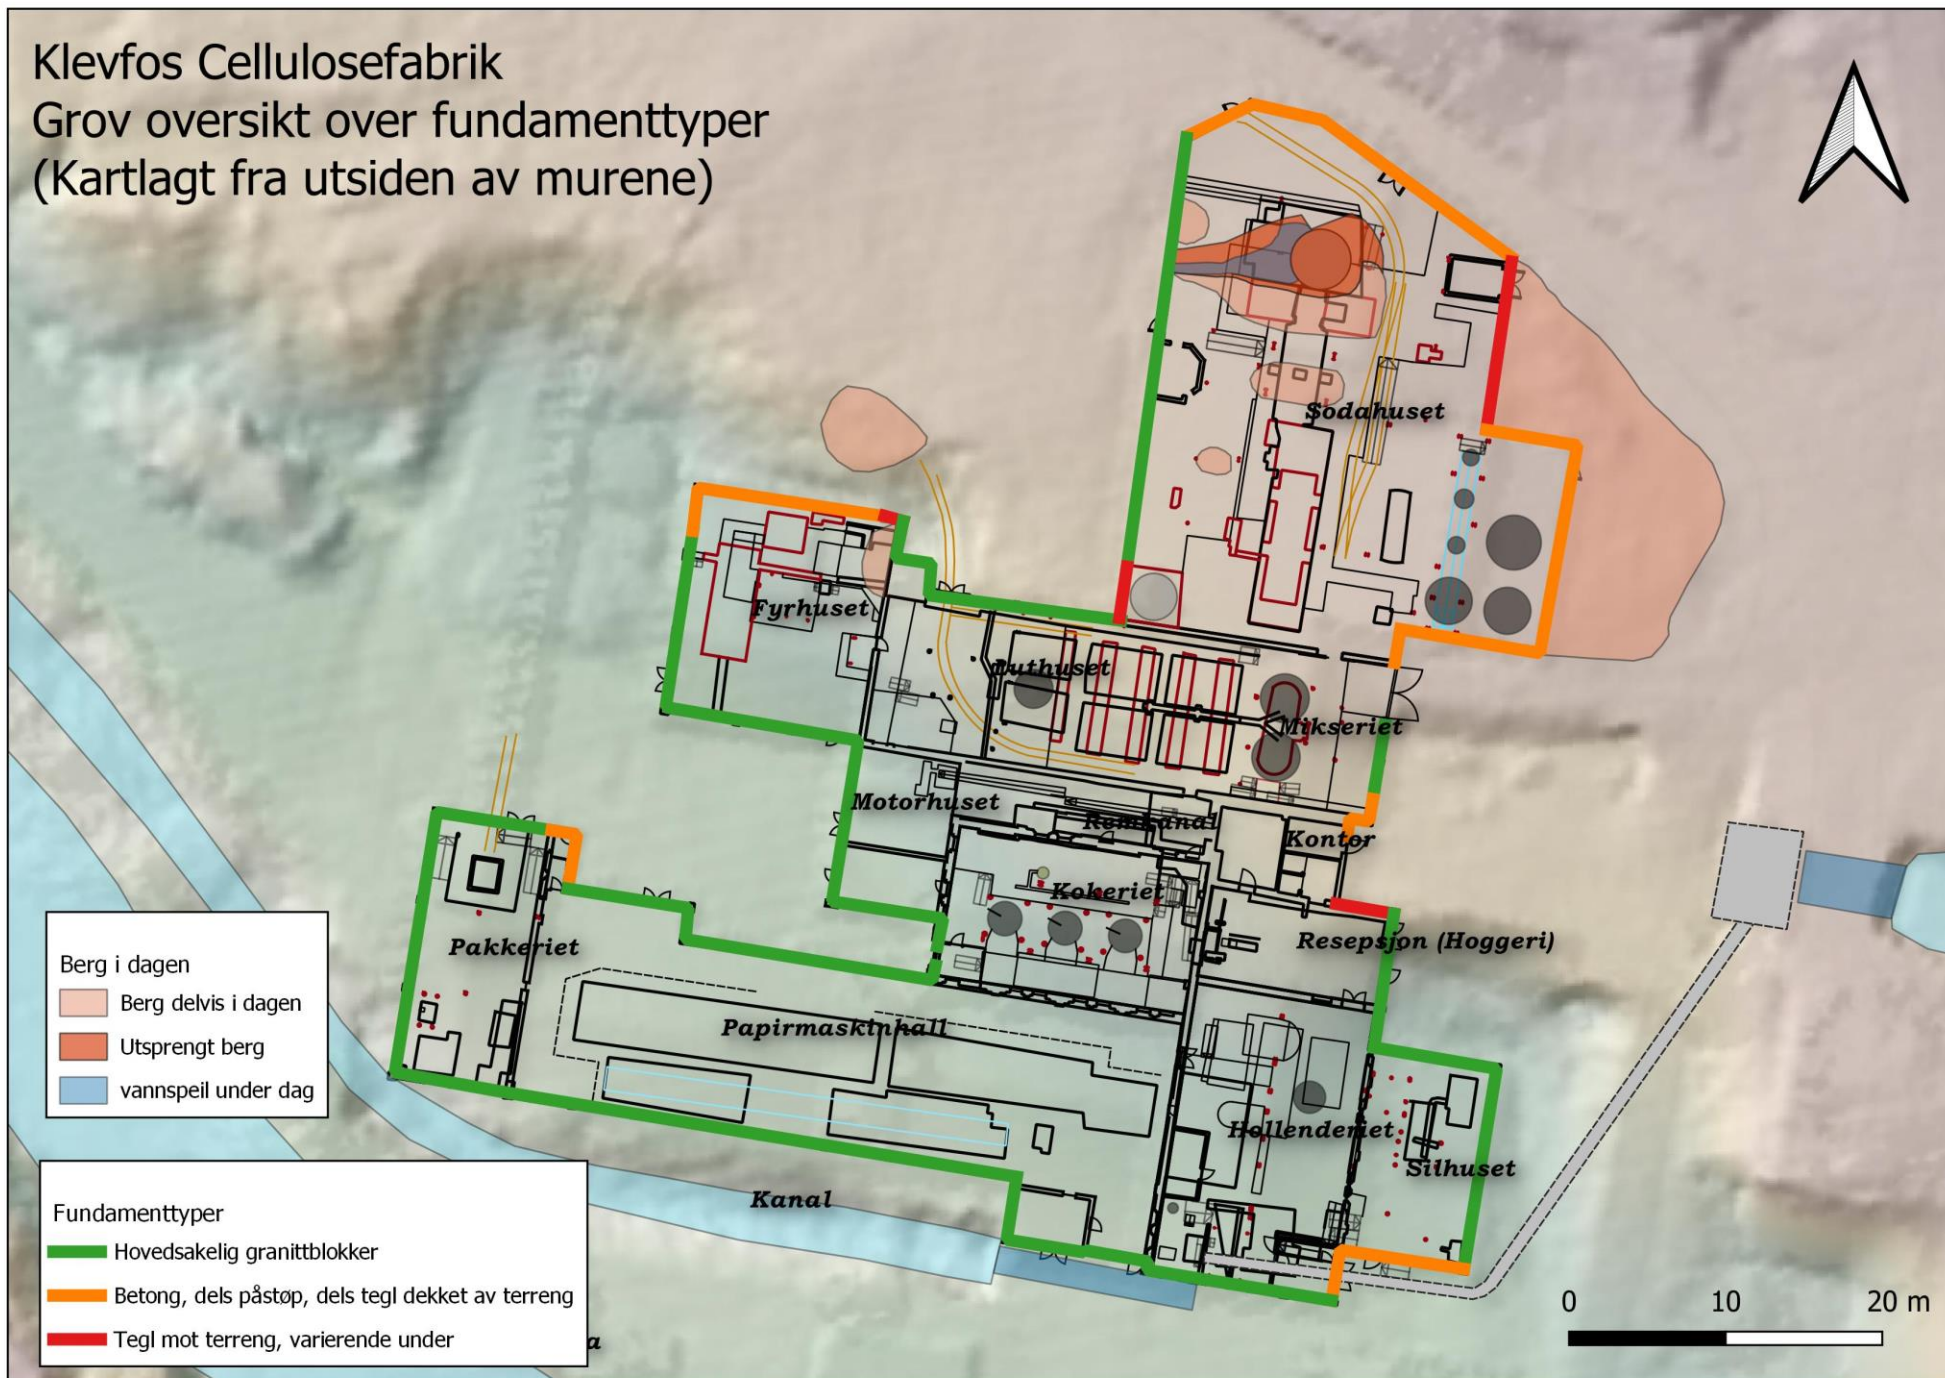 Klevfos Cellulosefabrik
Grov oversikt over fundamenttyper
(Kartlagt fra utsiden av murene)
Sodahuset
Fyrhuset
Luthuset
Mikseriet
Motorhuset
Remkanal
Kontor
Kokeriet
Pakkeriet
Resepsjon (Hoggeri)
Papirmaskinhall
Hollenderiet
Silhuset
Kanal
Berg i dagen
Berg delvis i dagen
Utsprengt berg
vannspeil under dag
Fundamenttyper
Hovedsakelig granittblokker
Betong, dels påstøp, dels tegl dekket av terreng
Tegl mot terreng, varierende under
a
0 10 20 m